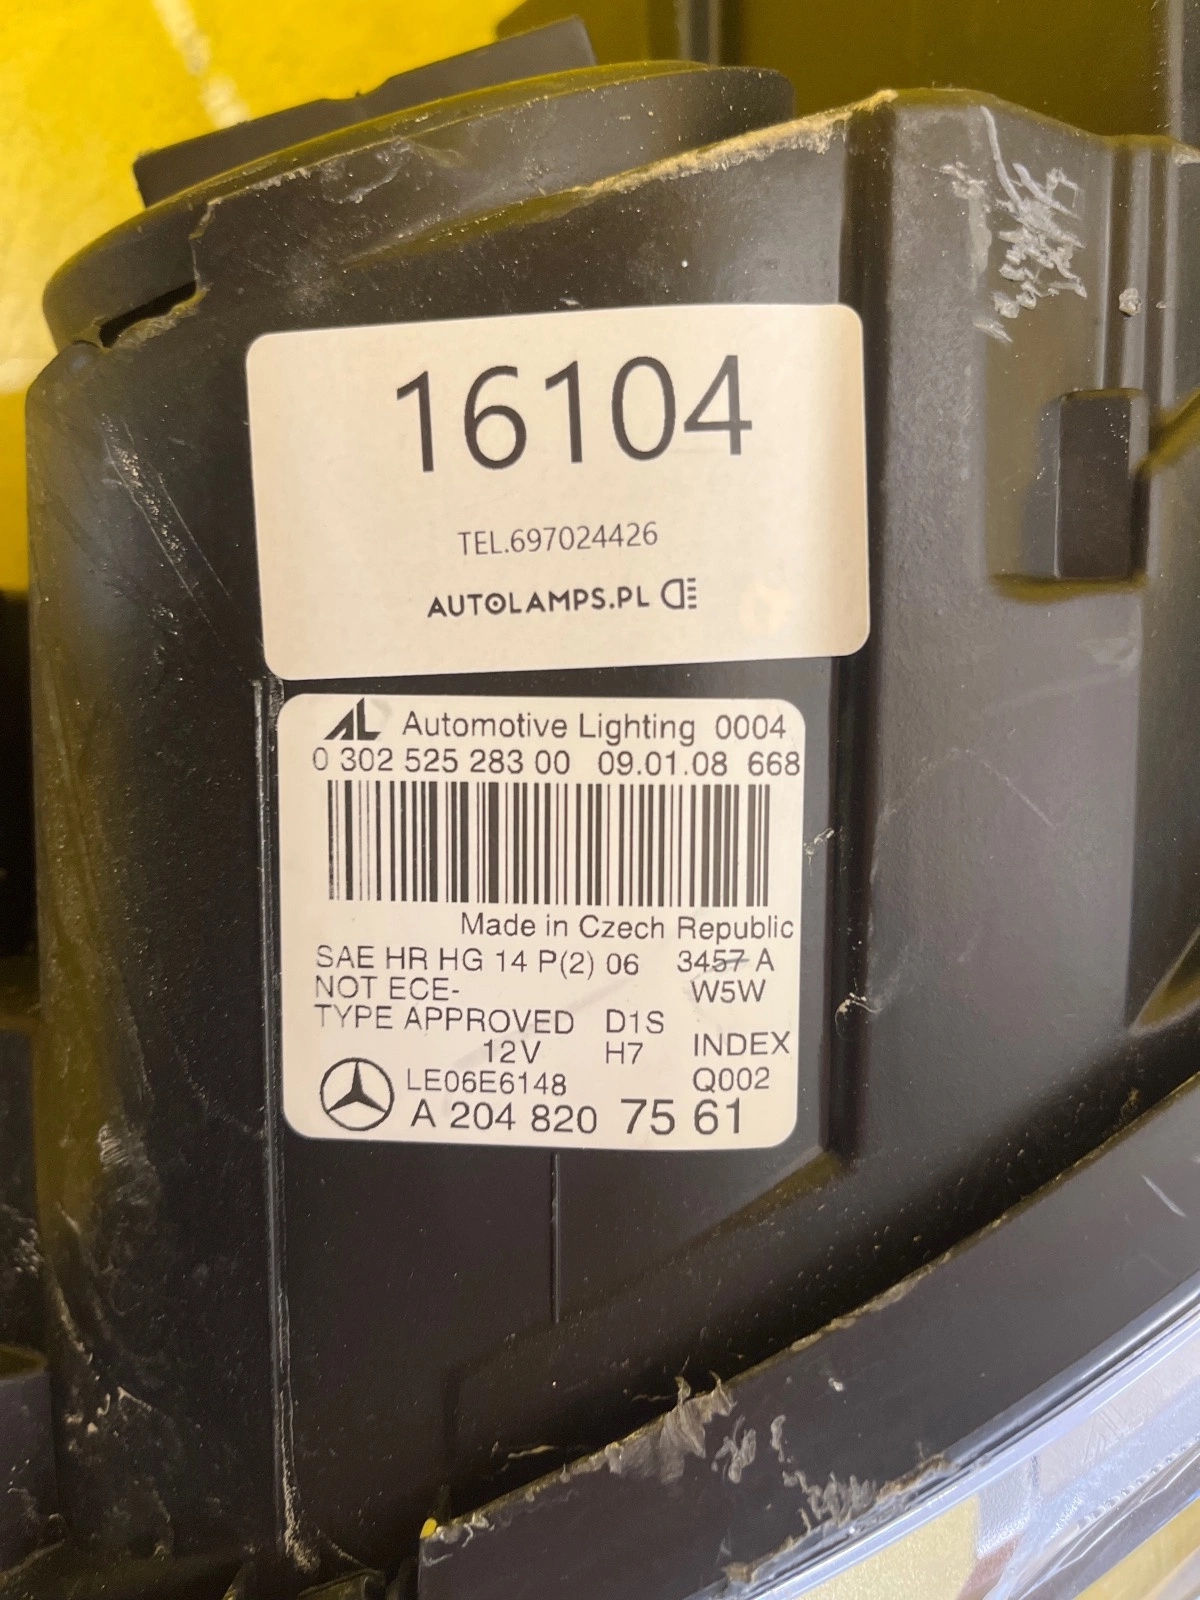 16104
TEL.697024426
AUTOLAMPS.PL
AL Automotive Lighting 0004
0 302 525 283 00 09.01.08 668
Made in Czech Republic
SAE HR HG 14 P(2) 06 3457 A
NOT ECE- W5W
TYPE APPROVED D1S
12V H7 INDEX
LE06E6148 Q002
A 204 820 75 61